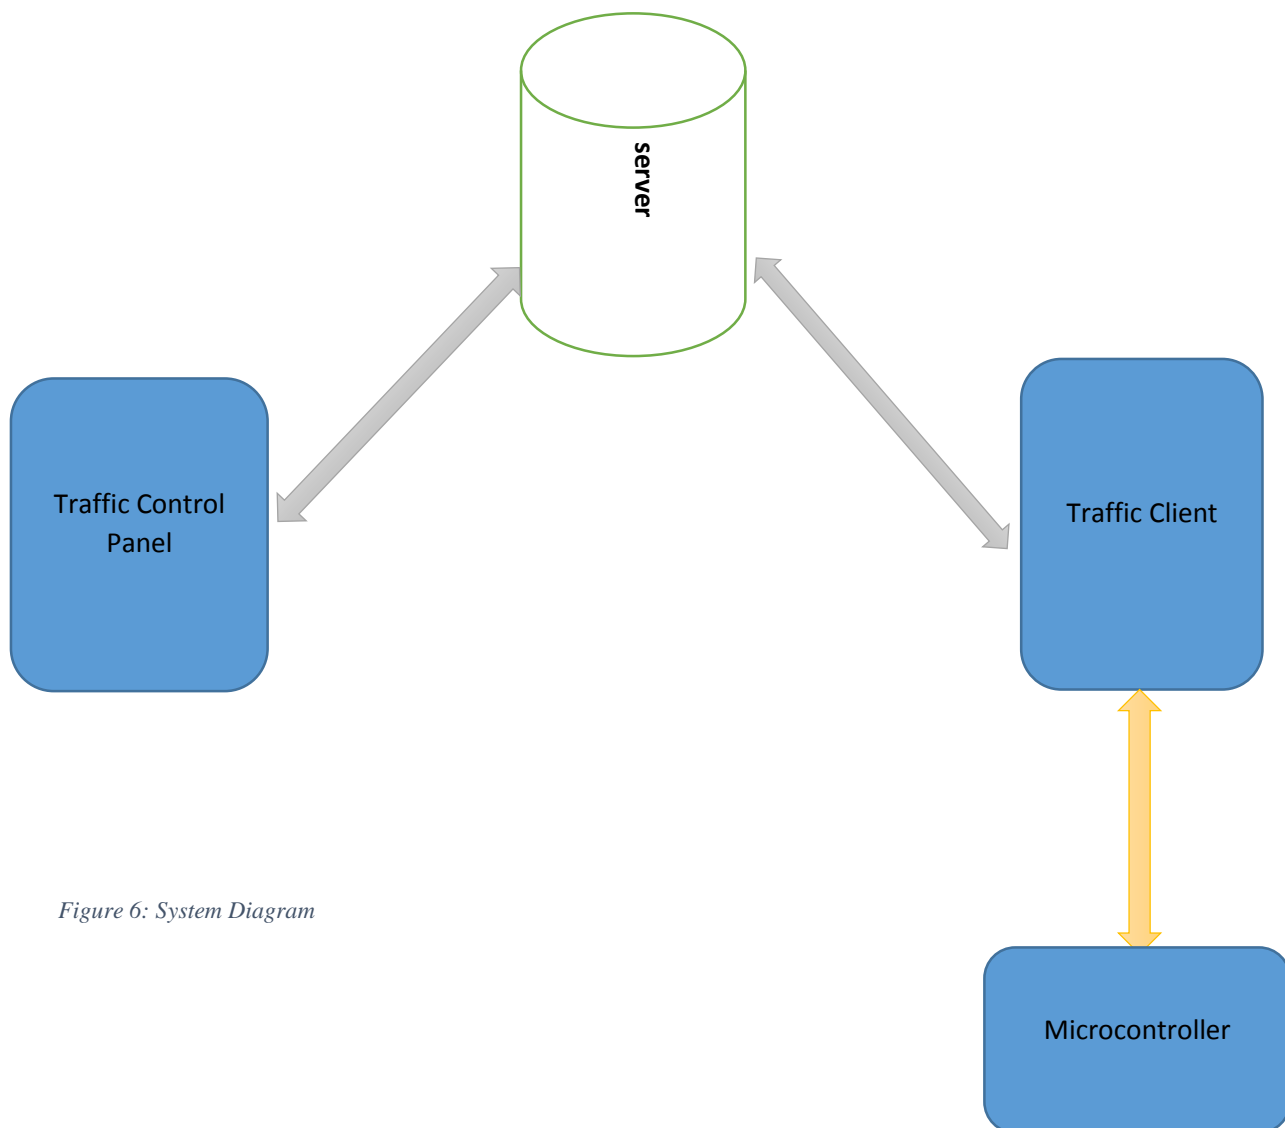 server
Traffic Control
Panel
Traffic Client
Figure 6: System Diagram
Microcontroller